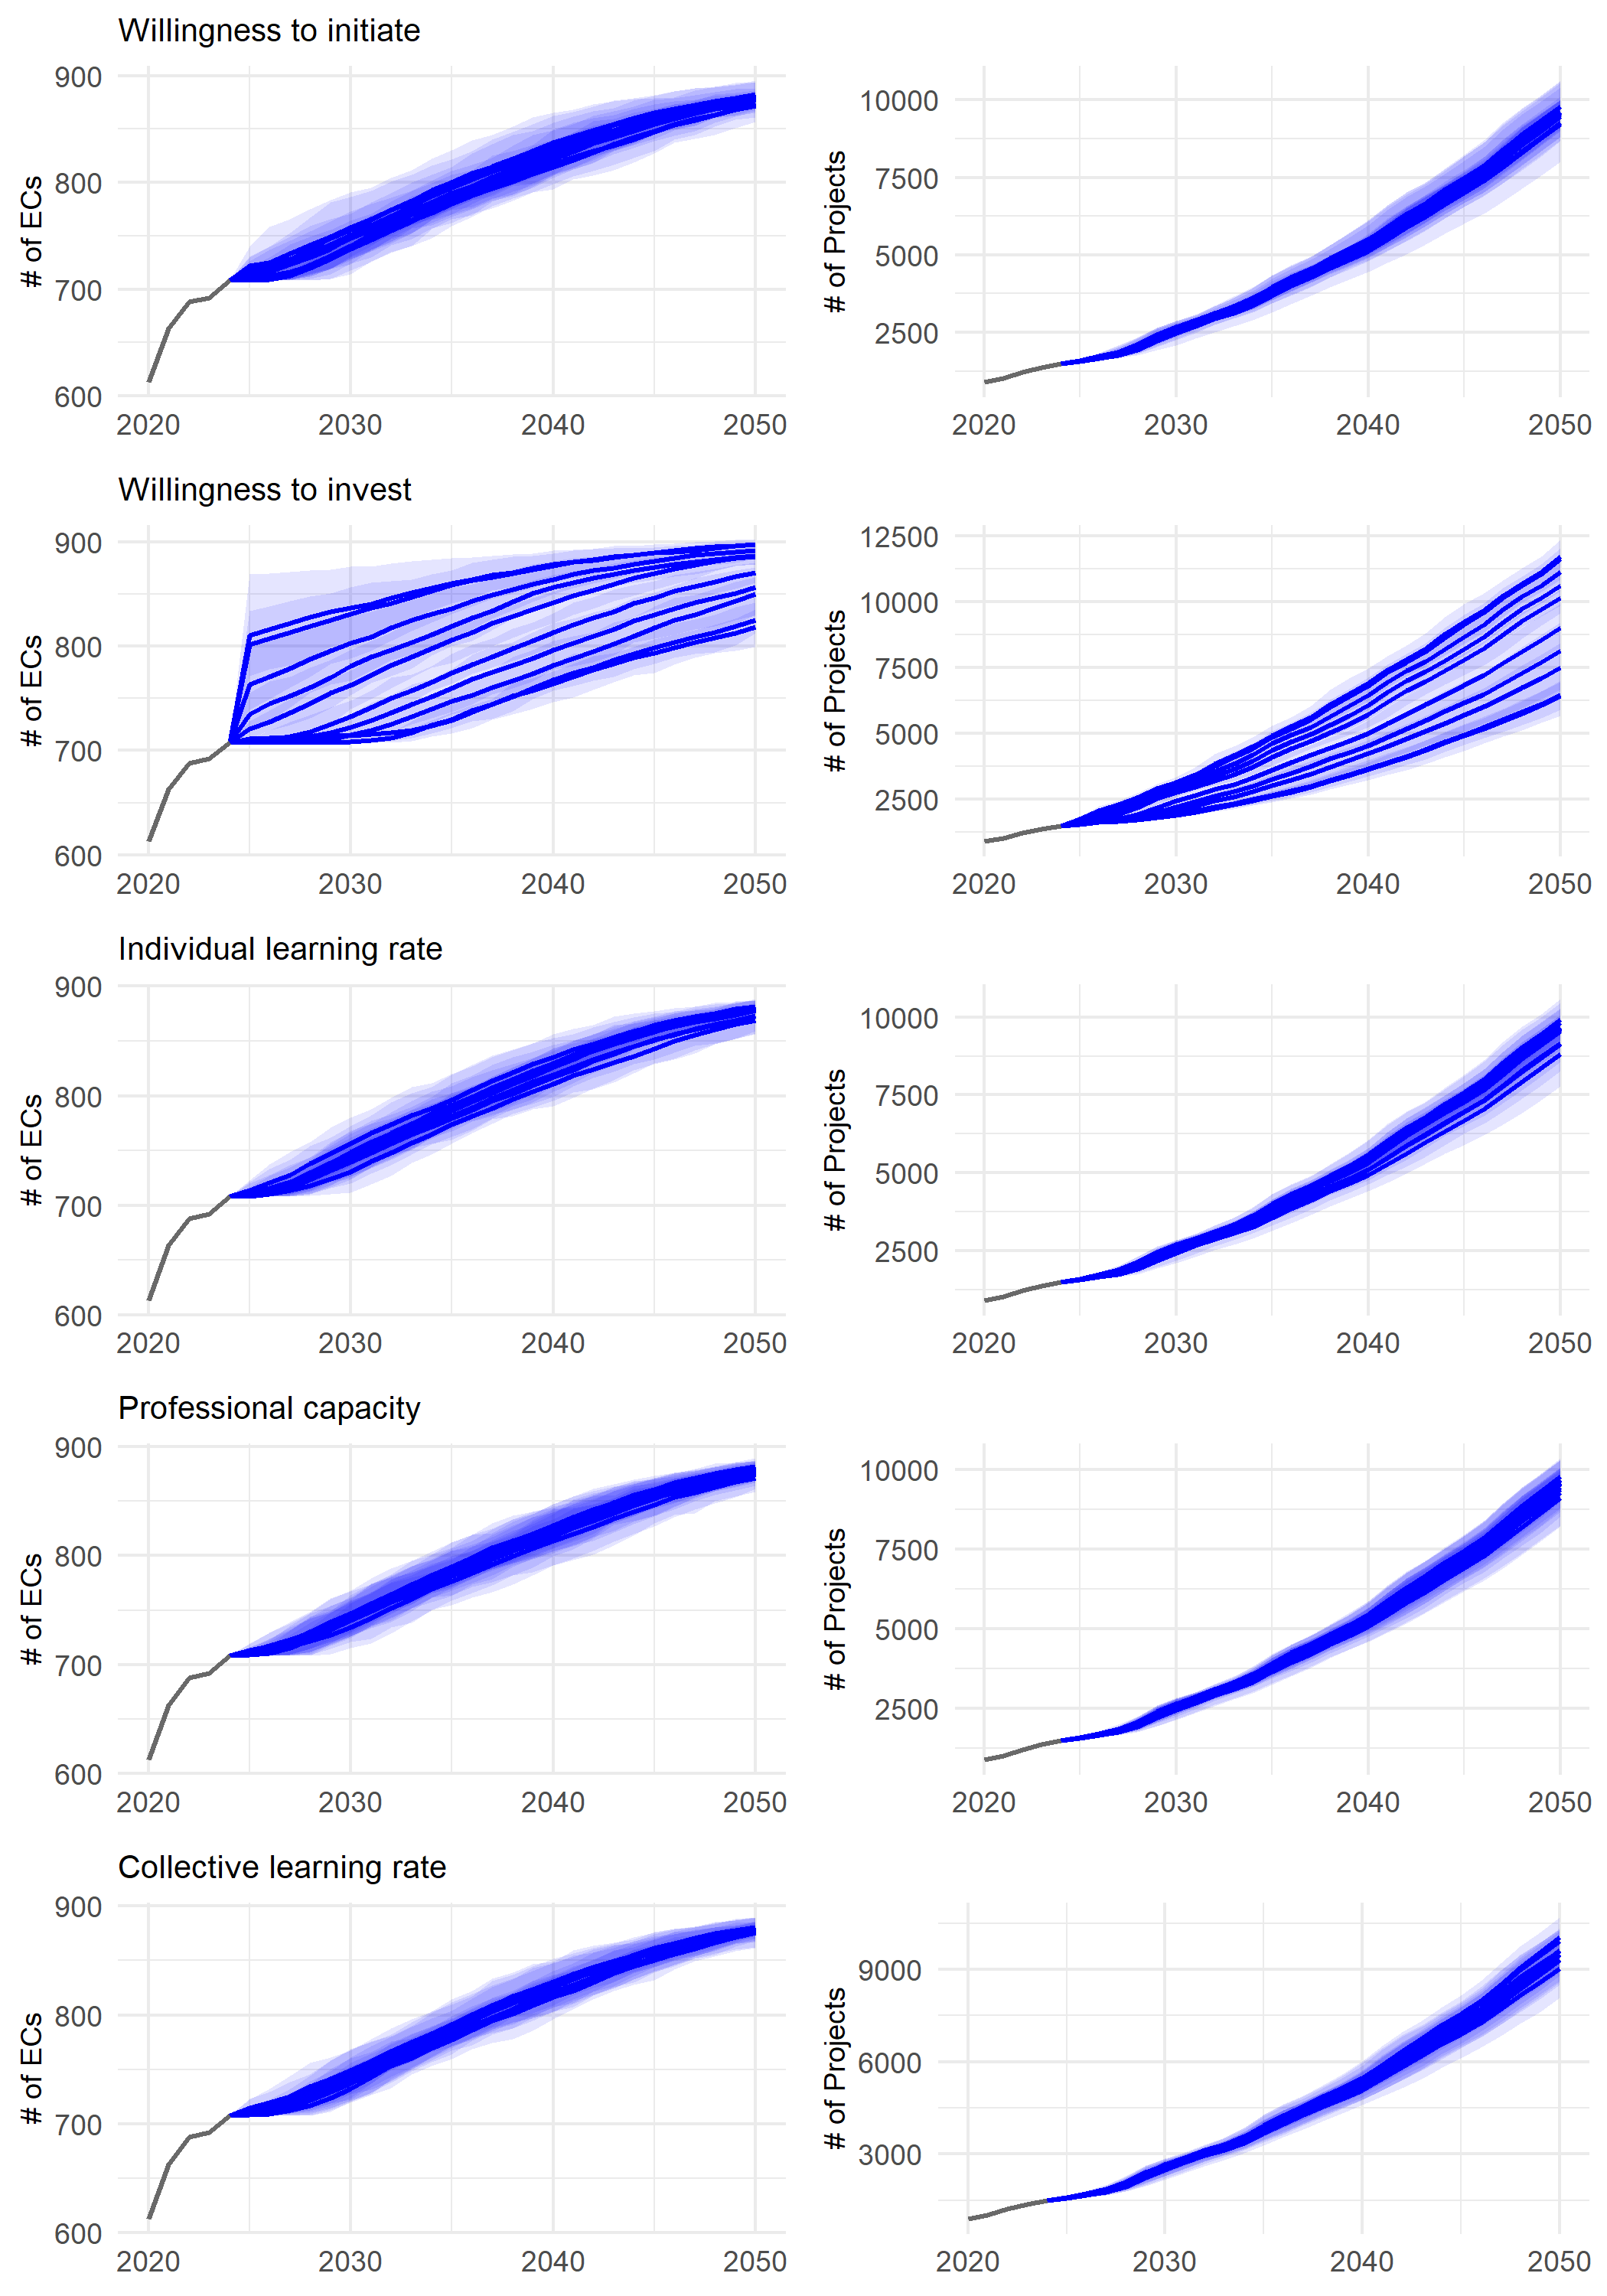 Willingness to initiate
900
800
700
600
# of ECs
2020 2030 2040 2050
10000
7500
5000
2500
# of Projects
2020 2030 2040 2050
Willingness to invest
900
800
700
600
# of ECs
2020 2030 2040 2050
12500
10000
7500
5000
2500
# of Projects
2020 2030 2040 2050
Individual learning rate
900
800
700
600
# of ECs
2020 2030 2040 2050
10000
7500
5000
2500
# of Projects
2020 2030 2040 2050
Professional capacity
900
800
700
600
# of ECs
2020 2030 2040 2050
10000
7500
5000
2500
# of Projects
2020 2030 2040 2050
Collective learning rate
900
800
700
600
# of ECs
2020 2030 2040 2050
9000
6000
3000
# of Projects
2020 2030 2040 2050